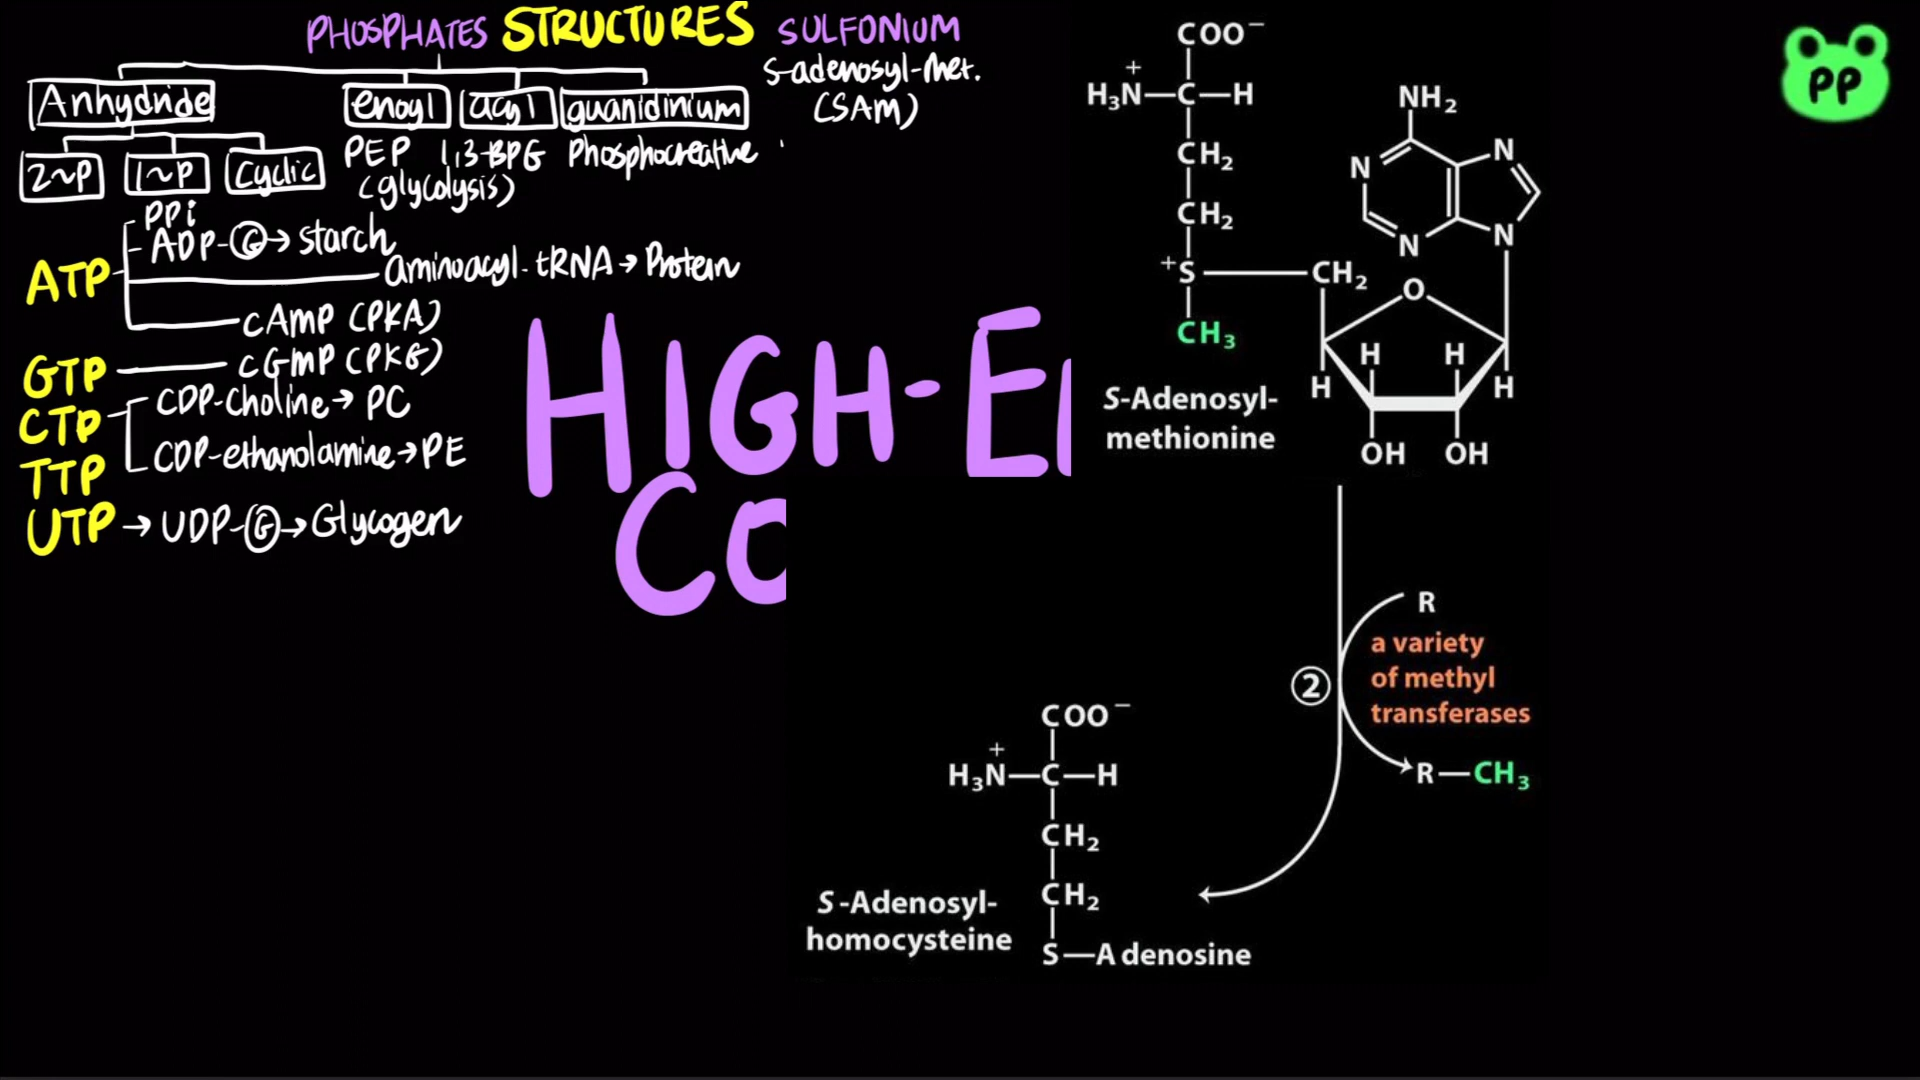 PHOSPHATES STRUCTURES SULFONIUM
S-adenosyl-Met.
(SAM)
Anhydride
enoyl
acyl
guanidinium
PEP
(glycolysis)
1,3-BPG
Phosphocreatine
2~P
1~P
Cyclic
PPi
ADP-G→ starch
aminoacyl-tRNA → Protein
ATP
cAMP (PKA)
GTP
cGMP (PKG)
CTP
CDP-Choline → PC
CDP-ethanolamine → PE
TTP
UTP → UDP-G → Glycogen
HIGH-E
CO
COO⁻
H₃N⁺—C—H
CH₂
CH₂
⁺S—CH₂
CH₃
S-Adenosyl-
methionine
NH₂
N
N
N
N
O
H H
H H
OH OH
R
a variety
of methyl
transferases
②
R—CH₃
COO⁻
H₃N⁺—C—H
CH₂
CH₂
S—Adenosine
S-Adenosyl-
homocysteine
PP